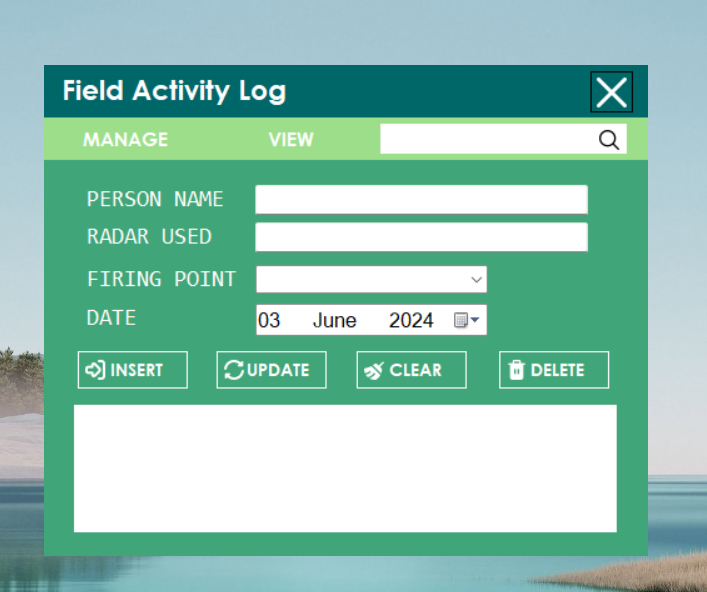 Field Activity Log
MANAGE VIEW
PERSON NAME
RADAR USED
FIRING POINT
DATE 03 June 2024
INSERT UPDATE CLEAR DELETE